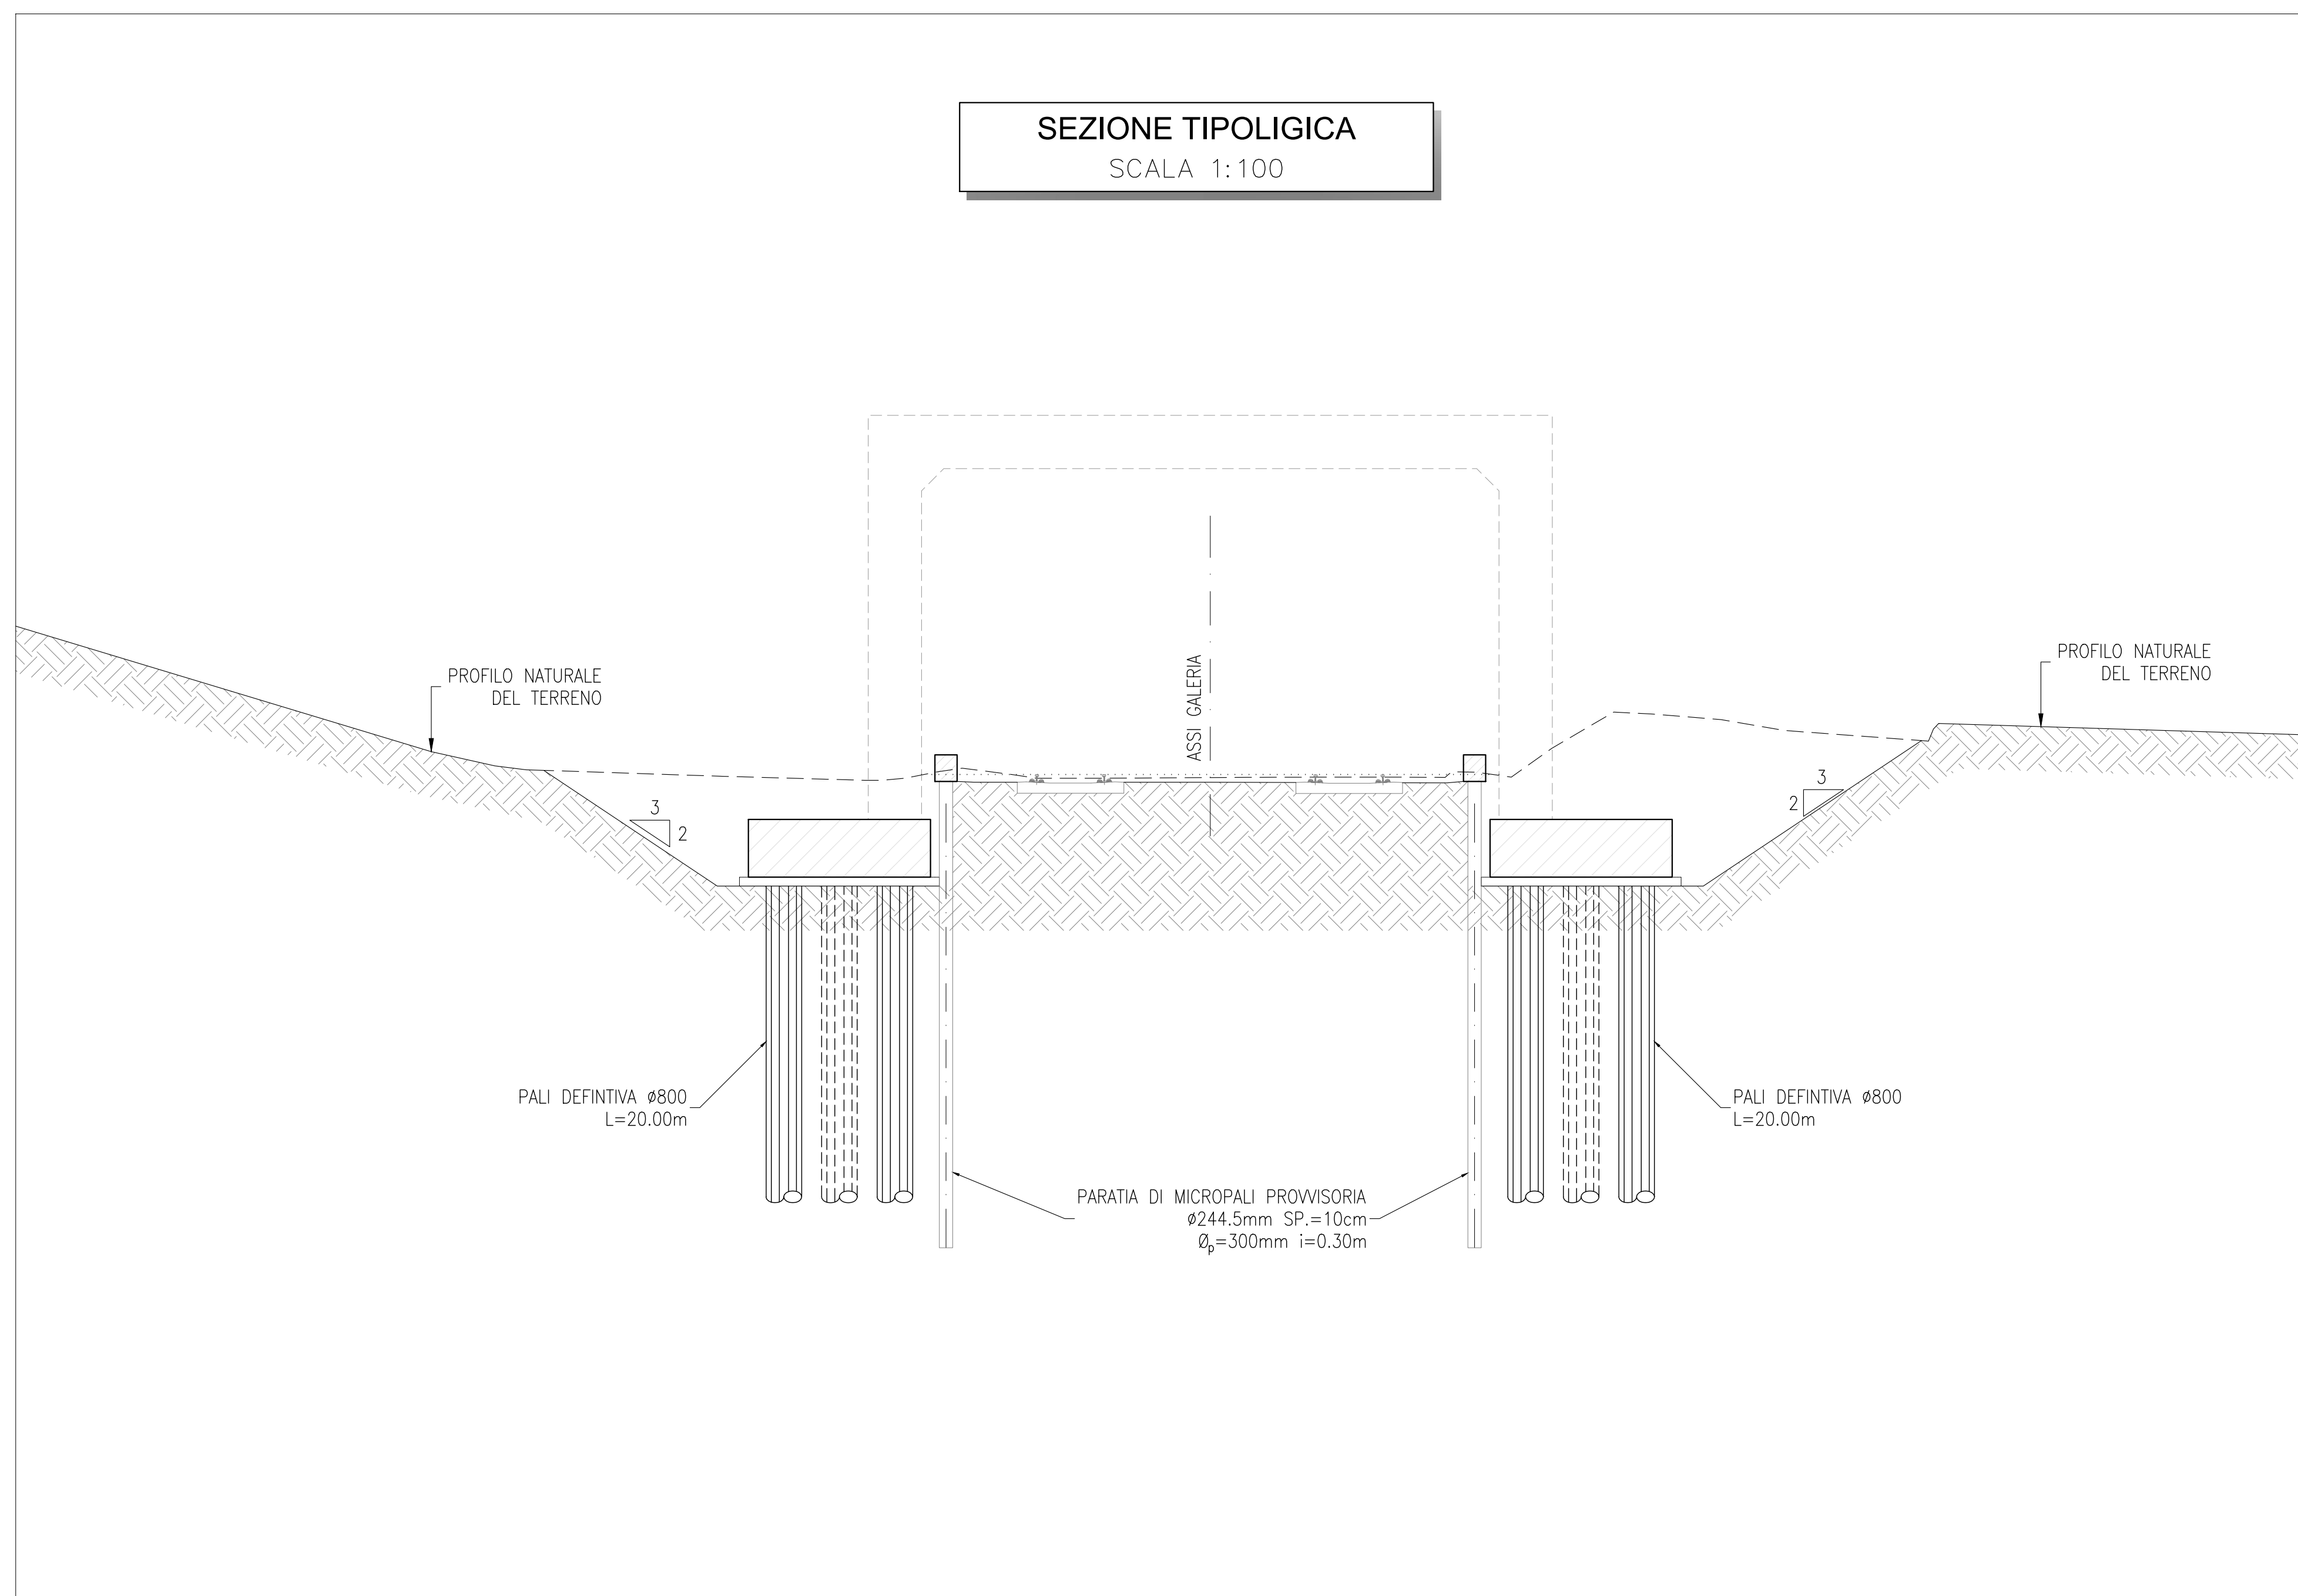 SEZIONE TIPOLIGICA
SCALA 1:100
PROFILO NATURALE
DEL TERRENO
PROFILO NATURALE
DEL TERRENO
ASSI GALERIA
3
2
3
2
PALI DEFINTIVA ø800
L=20.00m
PALI DEFINTIVA ø800
L=20.00m
PARATIA DI MICROPALI PROVVISORIA
ø244.5mm SP.=10cm
Øp=300mm i=0.30m